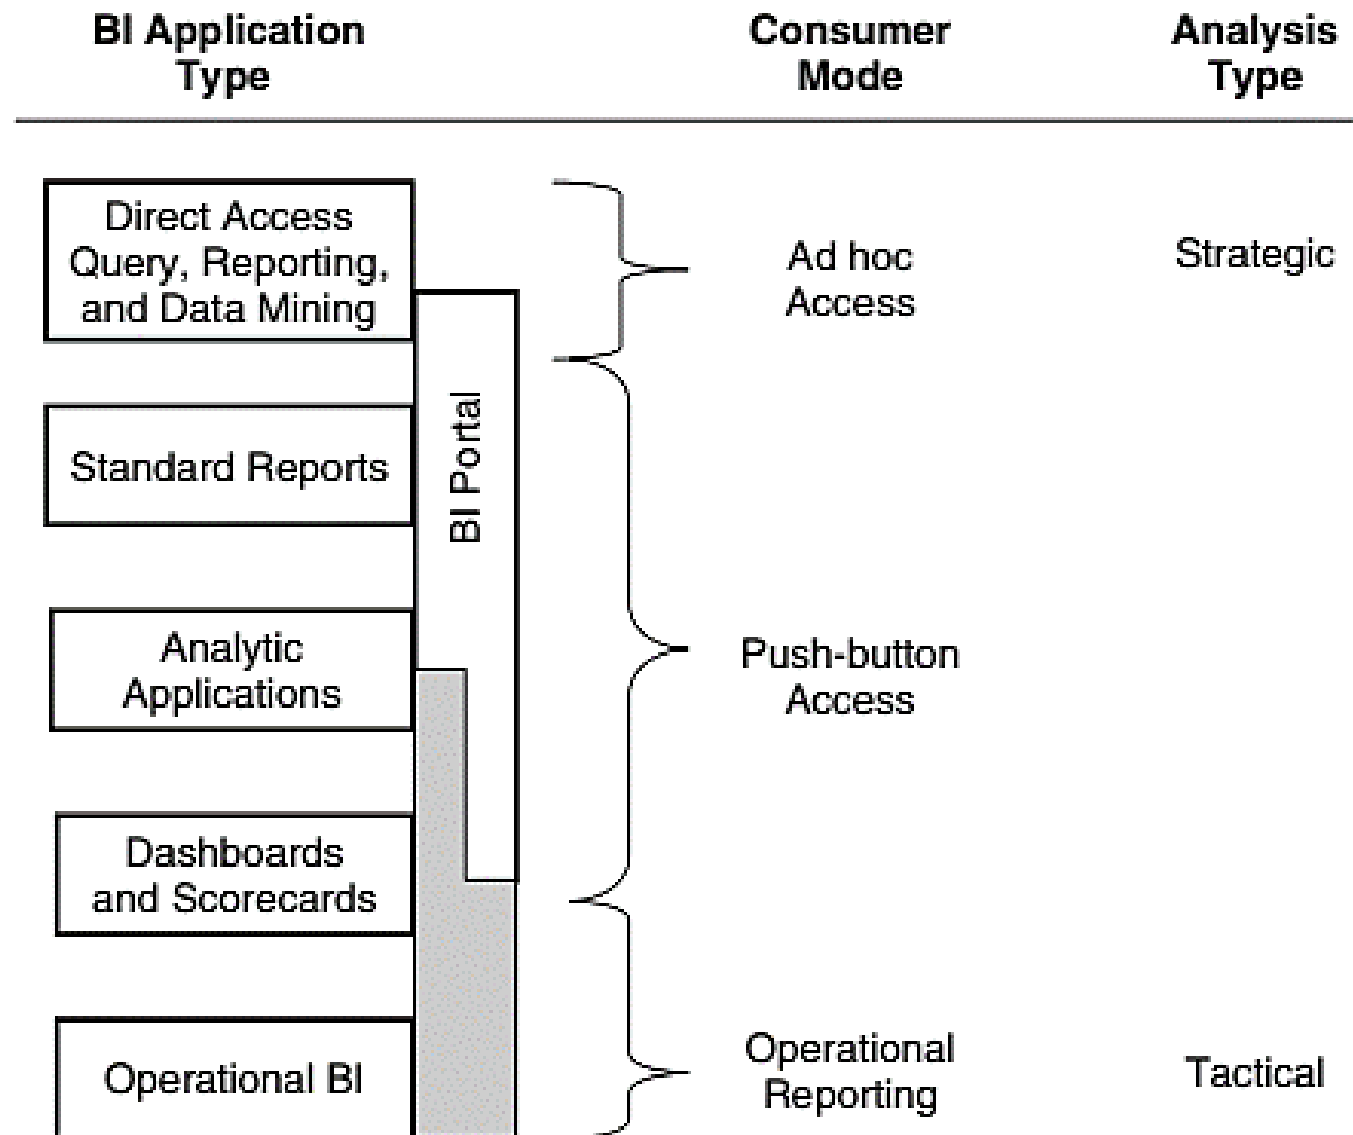 BI Application
Type
Consumer
Mode
Analysis
Type
Direct Access
Query, Reporting,
and Data Mining
Ad hoc
Access
Strategic
Standard Reports
BI Portal
Analytic
Applications
Push-button
Access
Dashboards
and Scorecards
Operational BI
Operational
Reporting
Tactical